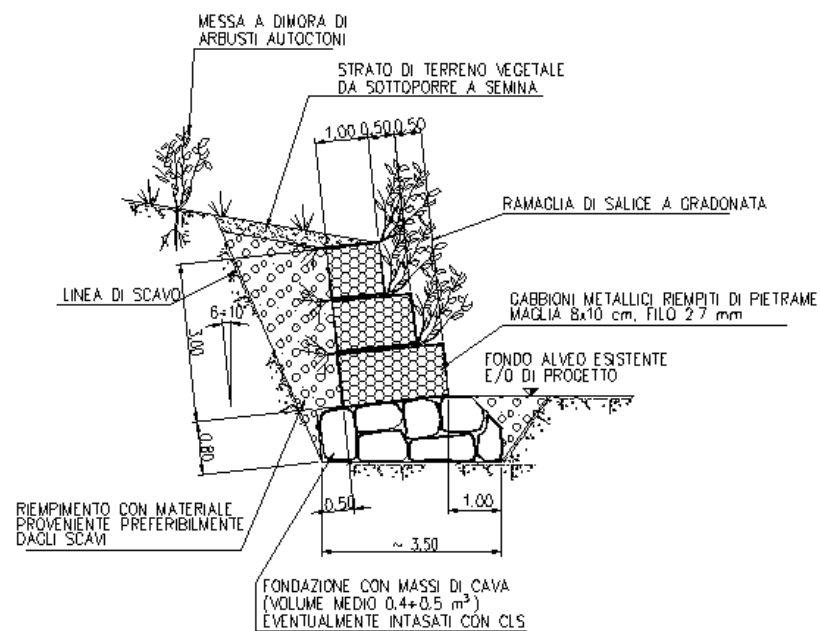 MESSA A DIMORA DI
ARBUSTI AUTOCTONI
STRATO DI TERRENO VEGETALE
DA SOTTOPORRE A SEMINA
1,00
0,50
0,50
RAMAGLIA DI SALICE A GRADONATA
LINEA DI SCAVO
6÷10°
3,00
GABBIONI METALLICI RIEMPITI DI PIETRAME
MAGLIA 8x10 cm, FILO 2.7 mm
FONDO ALVEO ESISTENTE
E/O DI PROGETTO
0,80
RIEMPIMENTO CON MATERIALE
PROVENIENTE PREFERIBILMENTE
DAGLI SCAVI
0,50
1,00
~ 3,50
FONDAZIONE CON MASSI DI CAVA
(VOLUME MEDIO 0.4÷0.5 m³)
EVENTUALMENTE INTASATI CON CLS